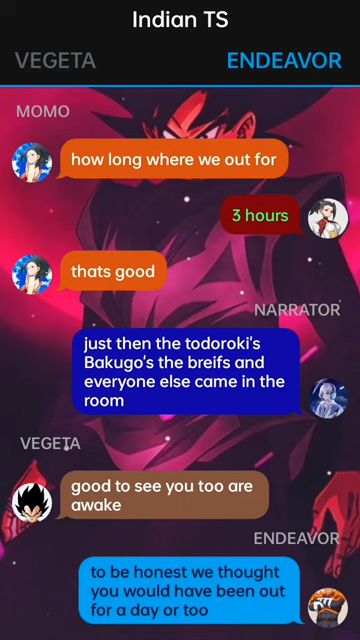 Indian TS
VEGETA
ENDEAVOR
MOMO
how long where we out for
3 hours
thats good
NARRATOR
just then the todoroki's
Bakugo's the breifs and
everyone else came in the
room
VEGETA
good to see you too are
awake
ENDEAVOR
to be honest we thought
you would have been out
for a day or too